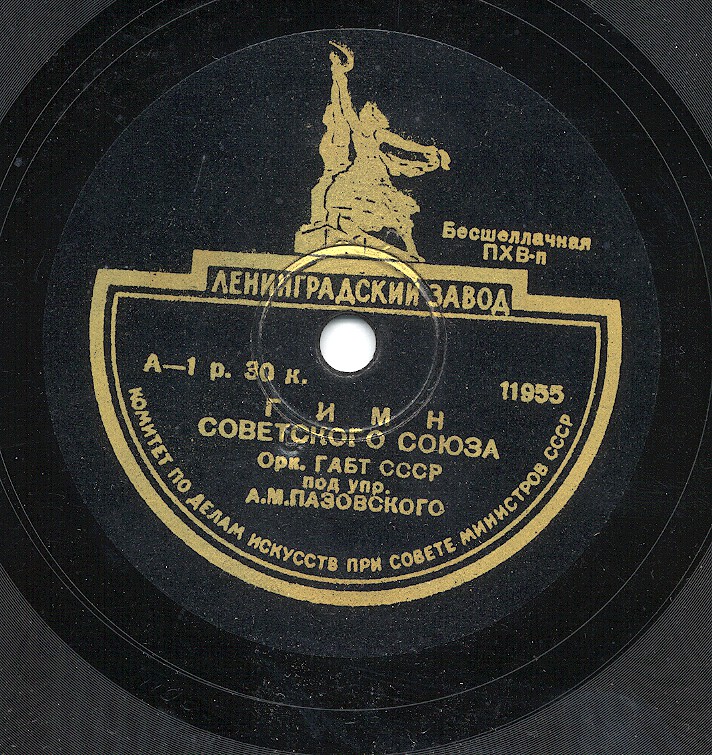 Бесшеллачная
ПХВ-п
ЛЕНИНГРАДСКИЙ ЗАВОД
А—1 р. 30 к.
11955
Г И М Н
СОВЕТСКОГО СОЮЗА
Орк. ГАБТ СССР
под упр.
А.М.ПАЗОВСКОГО
КОМИТЕТ ПО ДЕЛАМ ИСКУССТВ ПРИ СОВЕТЕ МИНИСТРОВ СССР